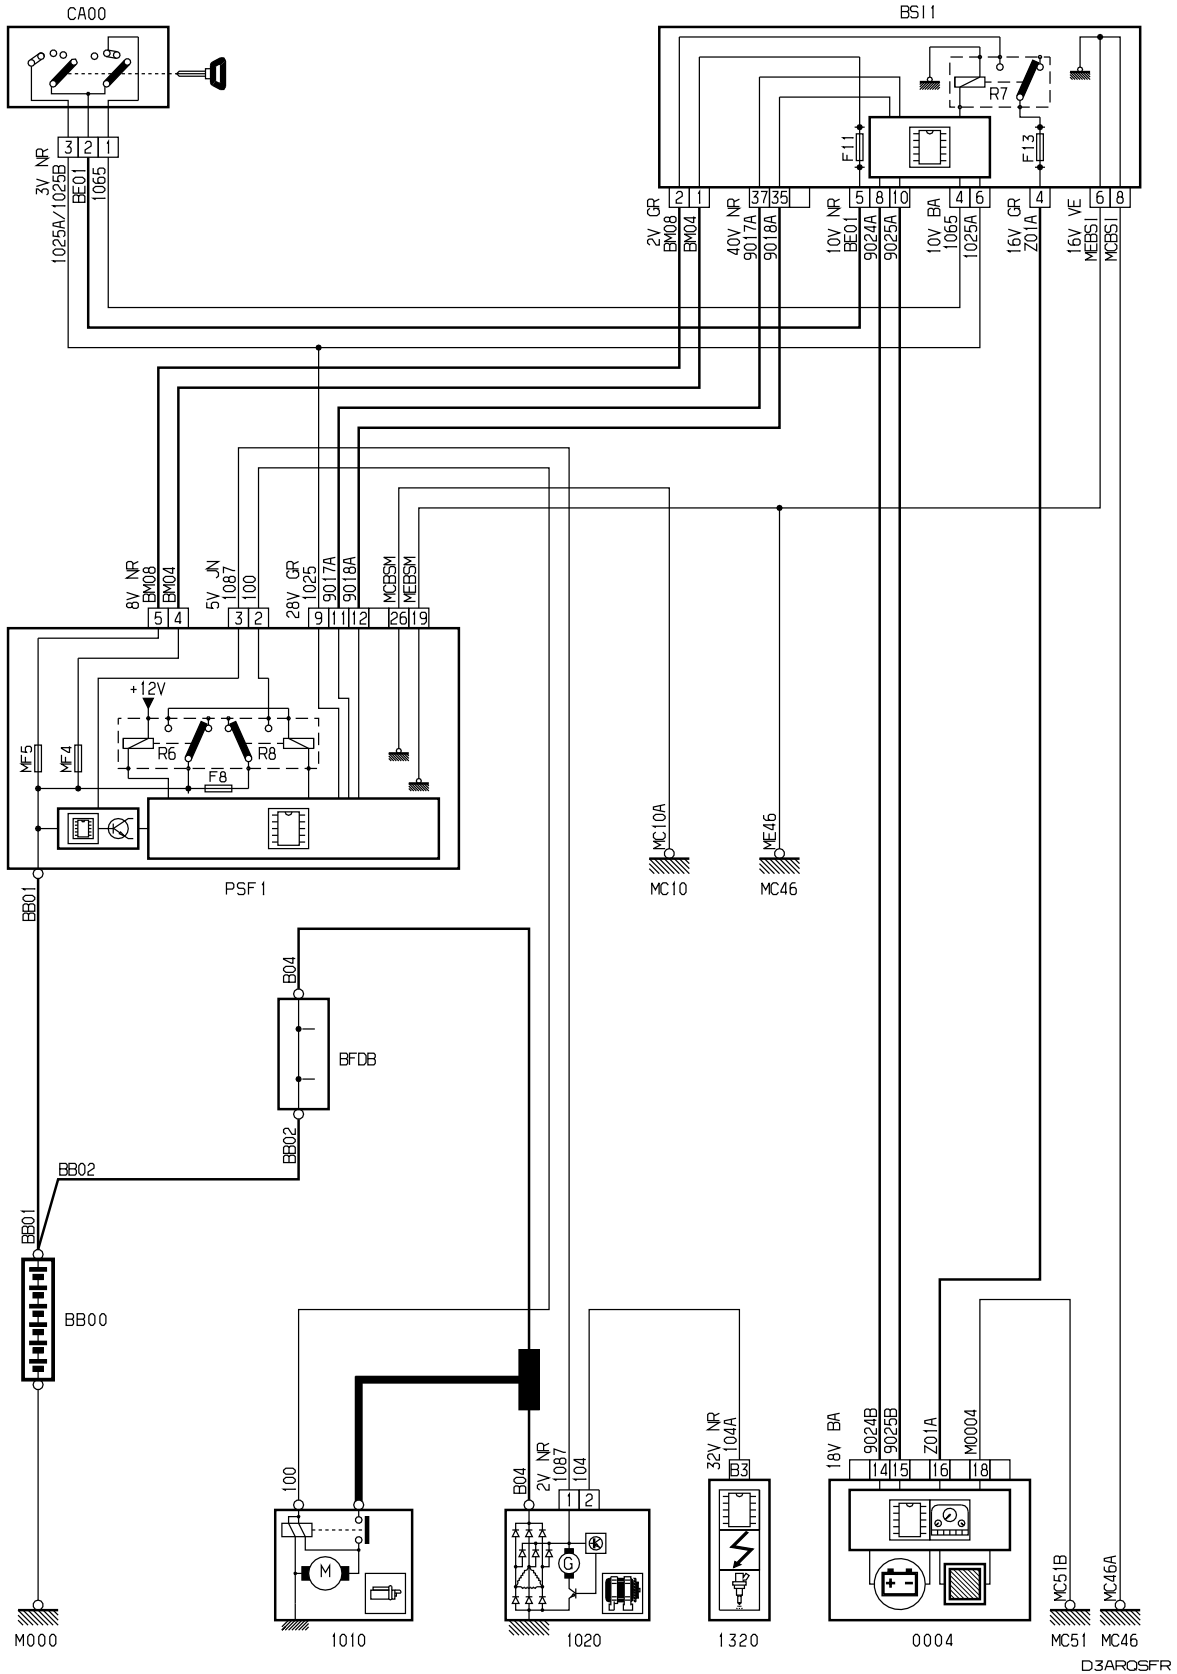 CA00
BSI1
R7
F11
F13
3 2 1
3V NR
1025A/1025B
BE01
1065
2 1
37 35
5 8 10
4 6
4
6 8
2V GR
BM08
BM04
40V NR
9017A
9018A
10V NR
BE01
9024A
9025A
10V BA
1065
1025A
16V GR
Z01A
16V VE
MEBSI
MCBSI
8V NR
BM08
BM04
5V JN
1087
100
28V GR
1025
9017A
9018A
MCBSM
MEBSM
5 4
3 2
9 11 12 26 19
+12V
MF5
MF4
R6
R8
F8
PSF1
MC10A
MC10
ME46
MC46
BB01
B04
BFDB
BB02
BB02
BB01
BB00
M000
100
M
1010
B04
2V NR
1087
104
1 2
G
1020
32V NR
104A
B3
1320
18V BA
9024B
9025B
Z01A
M0004
14 15 16 18
+ -
0004
MC51B
MC51
MC46A
MC46
D3ARQSFR